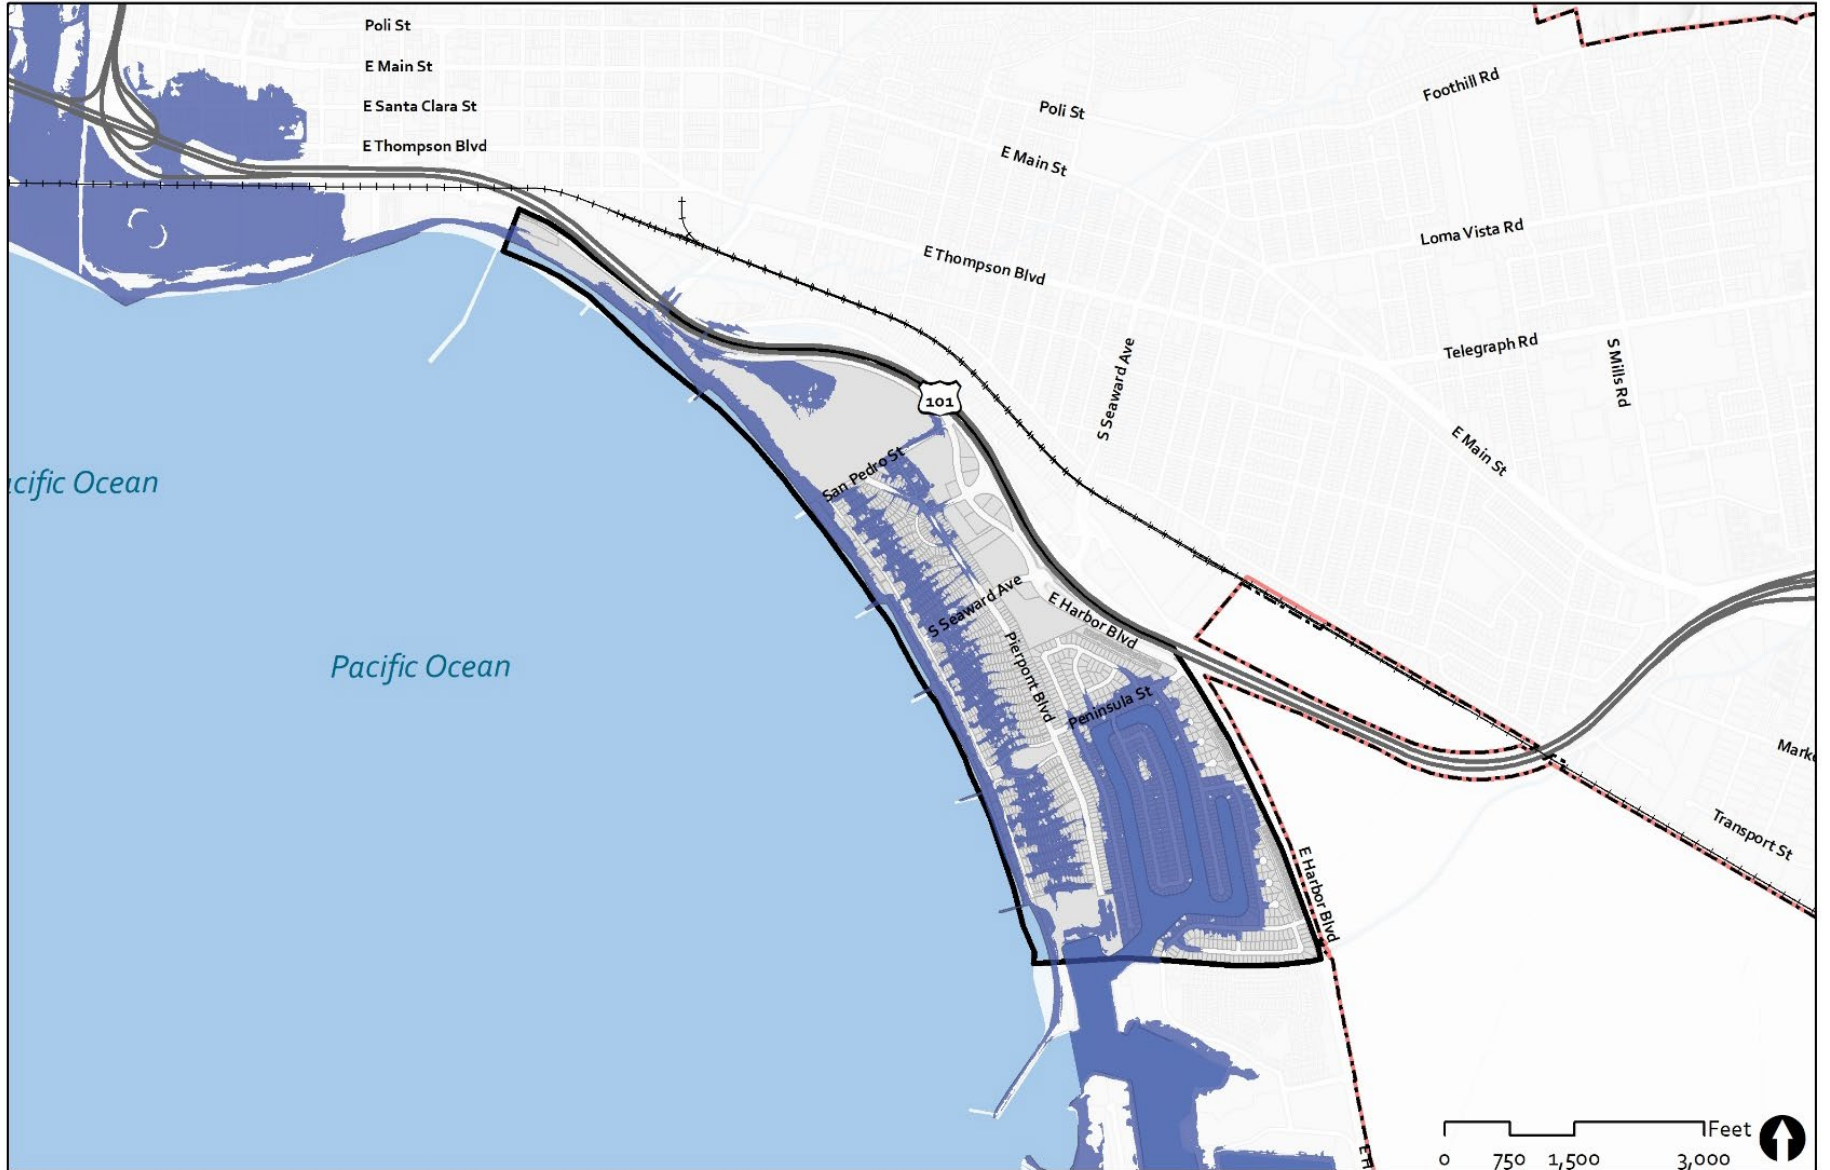 Poli St
E Main St
E Santa Clara St
E Thompson Blvd
Poli St
E Main St
Foothill Rd
Loma Vista Rd
E Thompson Blvd
Telegraph Rd
S Seaward Ave
S Mills Rd
101
E Main St
San Pedro St
cific Ocean
S Seaward Ave
E Harbor Blvd
Pierpont Blvd
Pacific Ocean
Peninsula St
Mark
Transport St
E Harbor Blvd
Feet
0 750 1,500 3,000
E H